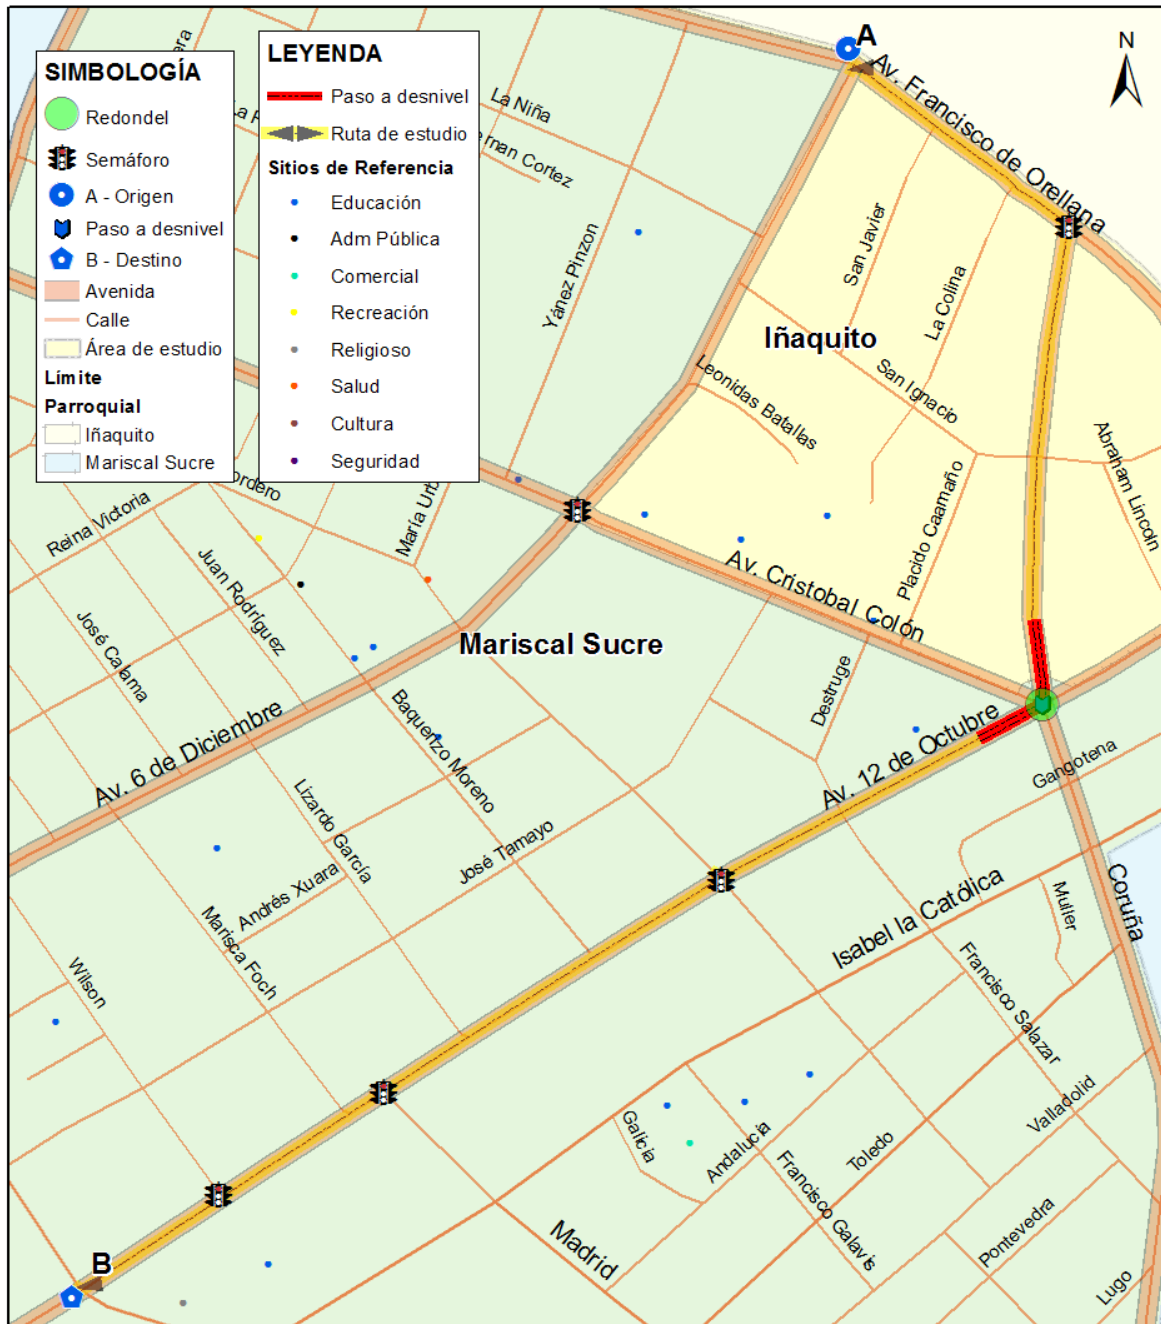 SIMBOLOGÍA
Redondel
Semáforo
A - Origen
Paso a desnivel
B - Destino
Avenida
Calle
Área de estudio
Límite
Parroquial
Iñaquito
Mariscal Sucre
LEYENDA
Paso a desnivel
Ruta de estudio
Sitios de Referencia
Educación
Adm Pública
Comercial
Recreación
Religioso
Salud
Cultura
Seguridad
A
N
Av. Francisco de Orellana
La Niña
Yánez Pinzon
San Javier
La Colina
Iñaquito
San Ignacio
Leonidas Batallas
Abraham Lincoln
Placido Caamaño
Reina Victoria
Juan Rodríguez
José Calama
Av. Cristobal Colón
Mariscal Sucre
Destruge
Baquerizo Moreno
Av. 6 de Diciembre
Av. 12 de Octubre
Gangotena
Lizardo García
José Tamayo
Andrés Xuara
Marisca Foch
Isabel la Católica
Muller
Coruña
Wilson
Francisco Salazar
Valladolid
Galicia
Andalucia
Toledo
Francisco Galavis
Pontevedra
Madrid
Lugo
B